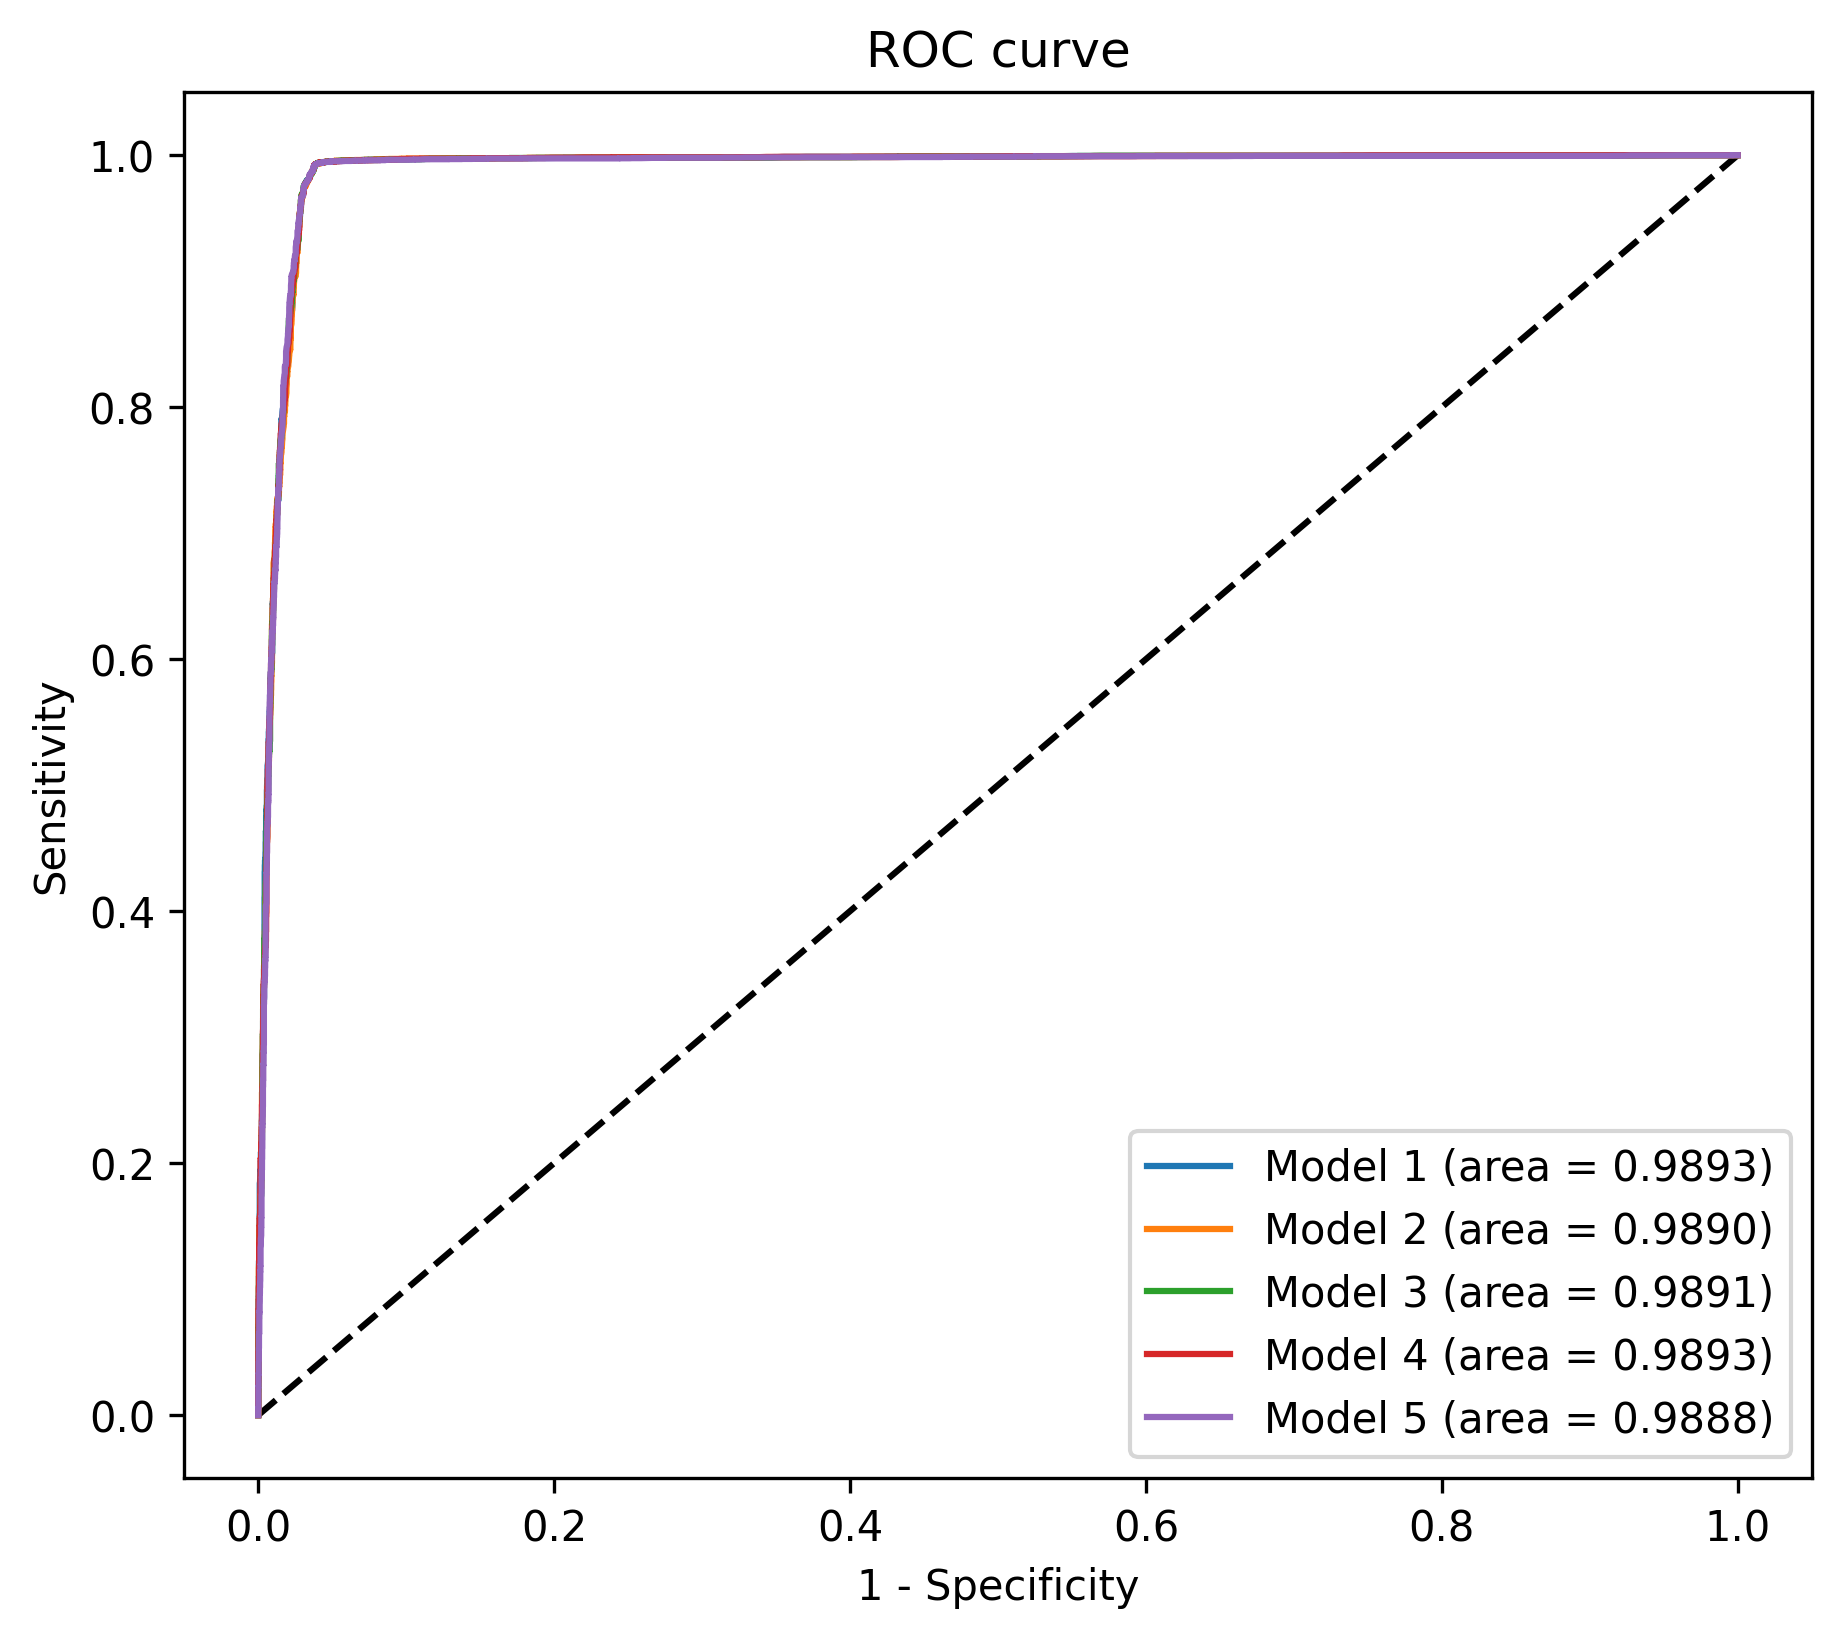 ROC curve
1.0
0.8
0.6
0.4
0.2
0.0
Sensitivity
Model 1 (area = 0.9893)
Model 2 (area = 0.9890)
Model 3 (area = 0.9891)
Model 4 (area = 0.9893)
Model 5 (area = 0.9888)
0.0 0.2 0.4 0.6 0.8 1.0
1 - Specificity